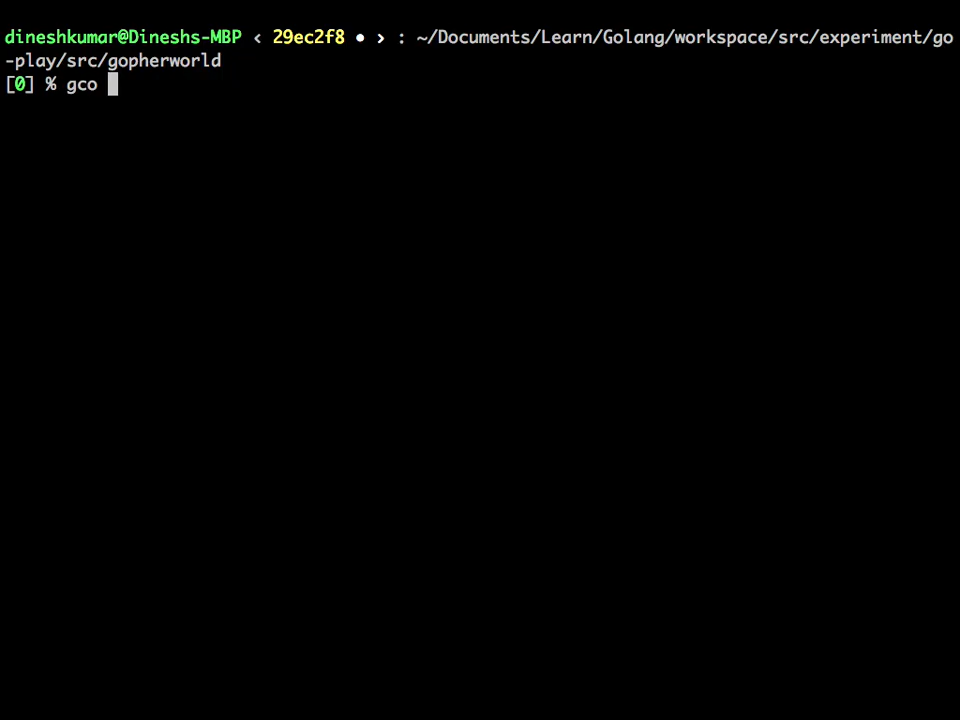 dineshkumar@Dineshs-MBP ‹ 29ec2f8 ● › : ~/Documents/Learn/Golang/workspace/src/experiment/go
-play/src/gopherworld
[0] % gco